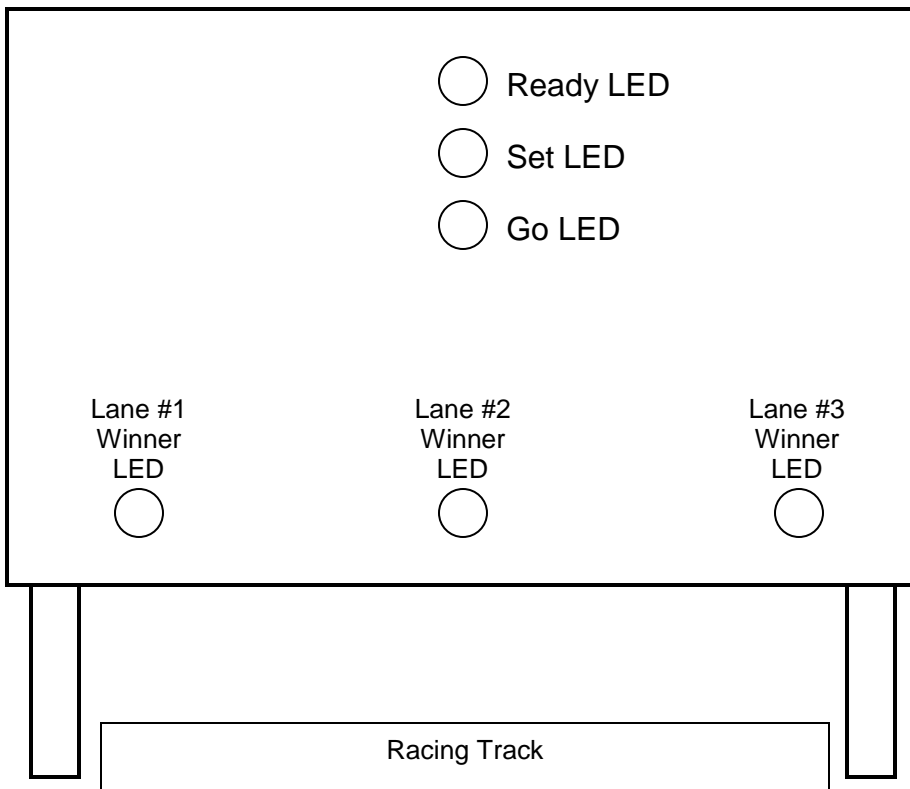 Ready LED
Set LED
Go LED
Lane #1
Winner
LED
Lane #2
Winner
LED
Lane #3
Winner
LED
Racing Track